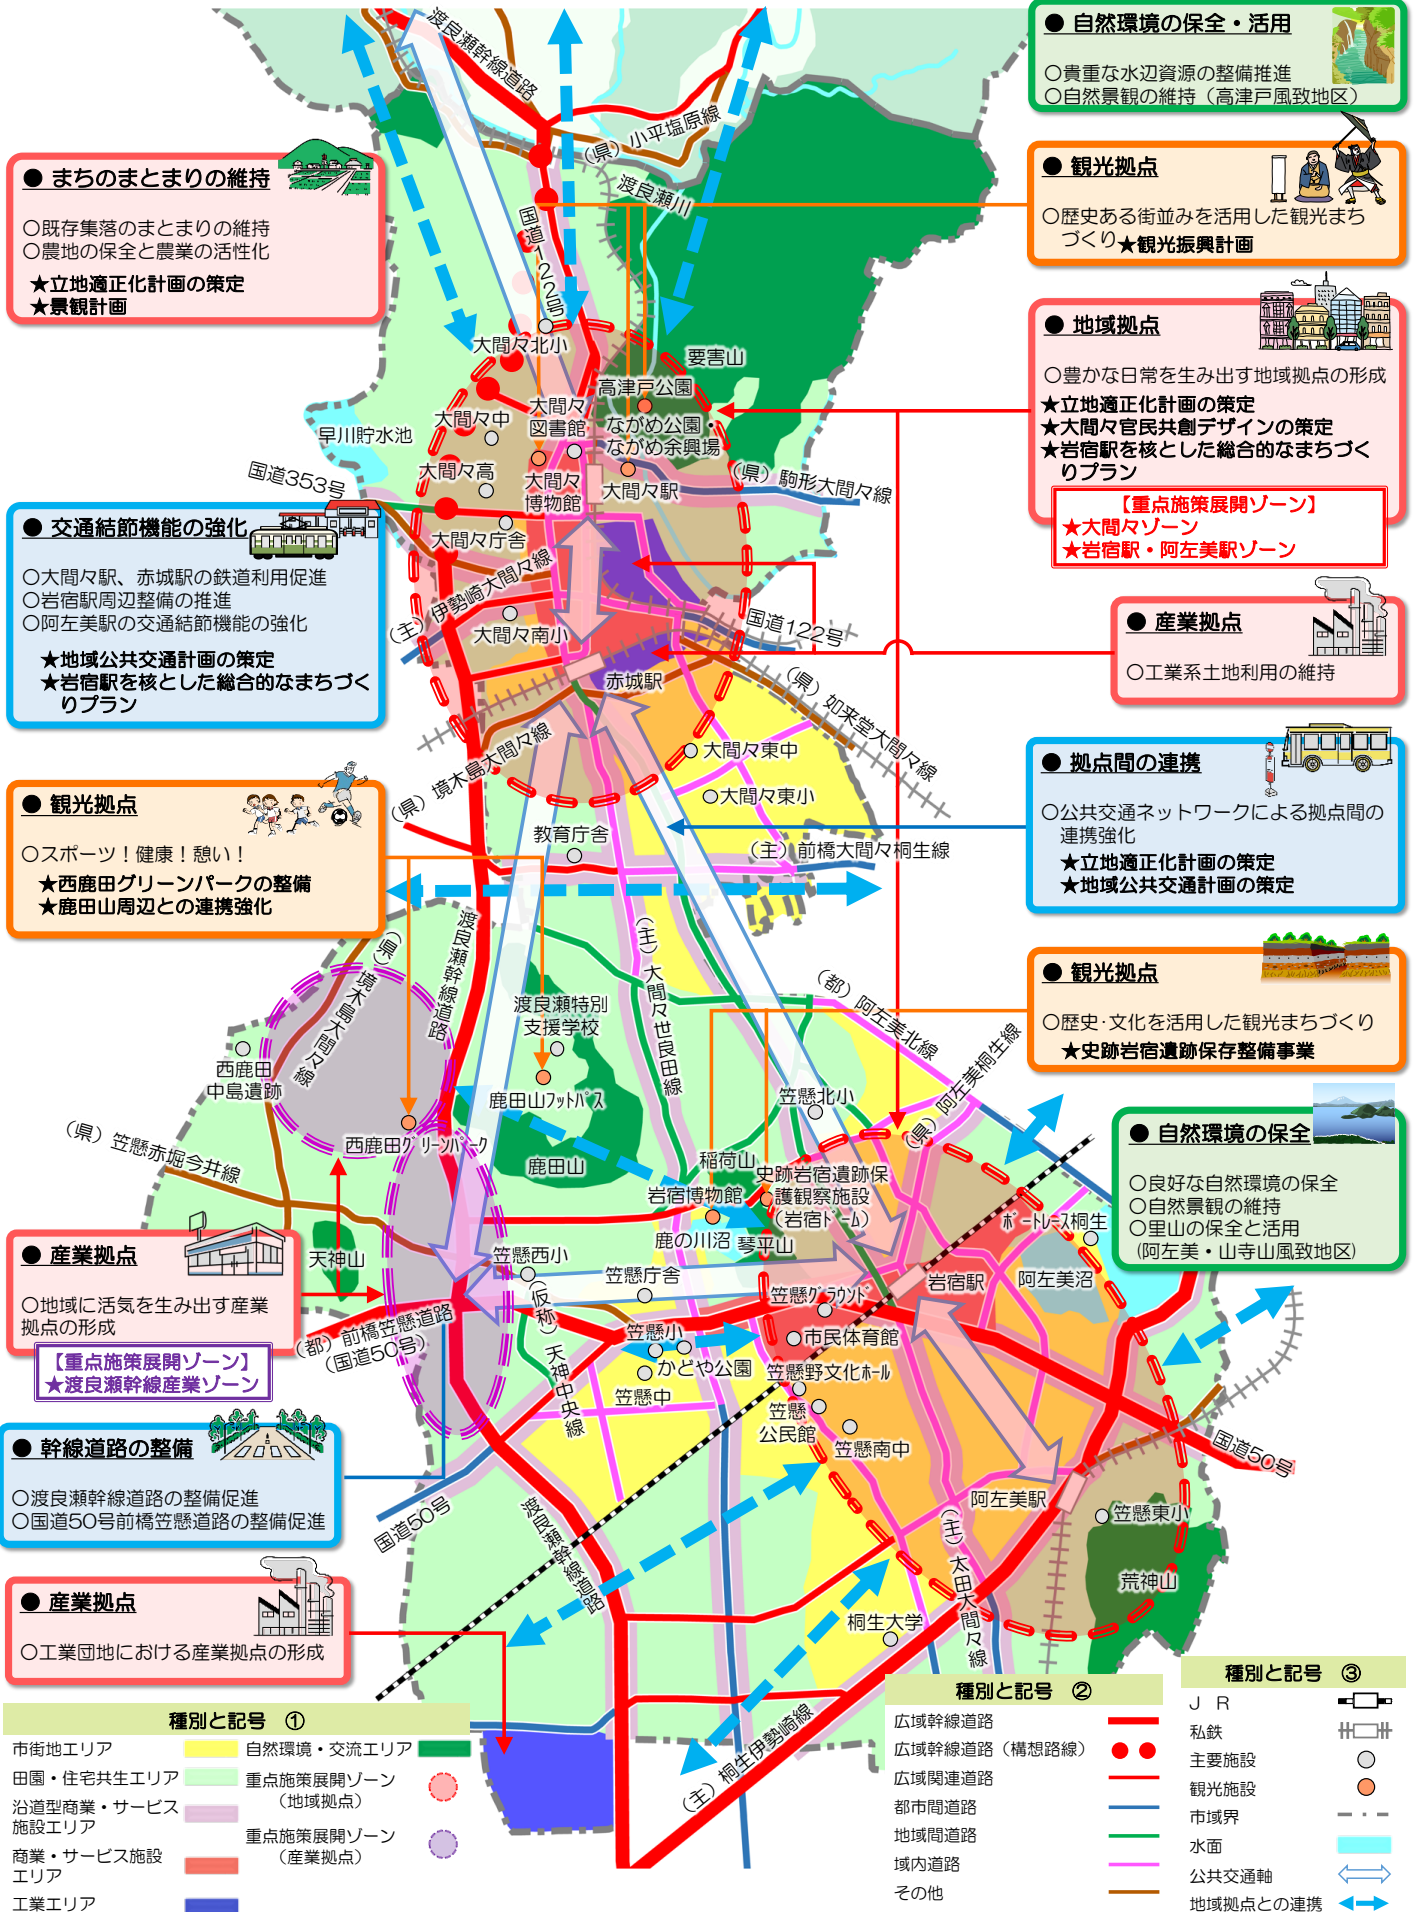 ● 自然環境の保全・活用
○貴重な水辺資源の整備推進
○自然景観の維持（高津戸風致地区）
● 観光拠点
○歴史ある街並みを活用した観光まち
づくり★観光振興計画
● 地域拠点
○豊かな日常を生み出す地域拠点の形成
★立地適正化計画の策定
★大間々官民共創デザインの策定
★岩宿駅を核とした総合的なまちづく
りプラン
【重点施策展開ゾーン】
★大間々ゾーン
★岩宿駅・阿左美駅ゾーン
● 産業拠点
○工業系土地利用の維持
● 拠点間の連携
○公共交通ネットワークによる拠点間の
連携強化
★立地適正化計画の策定
★地域公共交通計画の策定
● 観光拠点
○歴史・文化を活用した観光まちづくり
★史跡岩宿遺跡保存整備事業
● 自然環境の保全
○良好な自然環境の保全
○自然景観の維持
○里山の保全と活用
(阿左美・山寺山風致地区)
● まちのまとまりの維持
○既存集落のまとまりの維持
○農地の保全と農業の活性化
★立地適正化計画の策定
★景観計画
● 交通結節機能の強化
○大間々駅、赤城駅の鉄道利用促進
○岩宿駅周辺整備の推進
○阿左美駅の交通結節機能の強化
★地域公共交通計画の策定
★岩宿駅を核とした総合的なまちづく
りプラン
● 観光拠点
○スポーツ！健康！憩い！
★西鹿田グリーンパークの整備
★鹿田山周辺との連携強化
● 産業拠点
○地域に活気を生み出す産業
拠点の形成
【重点施策展開ゾーン】
★渡良瀬幹線産業ゾーン
● 幹線道路の整備
○渡良瀬幹線道路の整備促進
○国道50号前橋笠懸道路の整備促進
● 産業拠点
○工業団地における産業拠点の形成
渡良瀬幹線道路
（県）小平塩原線
渡良瀬川
国道122号
大間々北小
要害山
高津戸公園
大間々
図書館
大間々中
ながめ公園・
ながめ余興場
早川貯水池
大間々高
国道353号
大間々
博物館
大間々駅
（県）駒形大間々線
大間々庁舎
（主）伊勢崎大間々線
大間々南小
国道122号
赤城駅
（県）如来堂大間々線
（県）境木島大間々線
大間々東中
大間々東小
教育庁舎
（主）前橋大間々桐生線
渡良瀬幹線道路
（県）境木島大間々線
（主）大間々世良田線
（都）阿左美北線
（県）阿左美桐生線
渡良瀬特別
支援学校
西鹿田
中島遺跡
鹿田山ﾌｯﾄﾊﾟｽ
笠懸北小
（県）笠懸赤堀今井線
西鹿田ｸﾞﾘｰﾝﾊﾟｰｸ
鹿田山
稲荷山
史跡岩宿遺跡保
護観察施設
（岩宿ﾄﾞｰﾑ）
岩宿博物館
鹿の川沼
琴平山
ﾎﾞｰﾄﾚｰｽ桐生
天神山
笠懸西小
笠懸庁舎
岩宿駅
阿左美沼
（都）前橋笠懸道路
（国道50号）
（仮称）天神中央線
笠懸ｸﾞﾗｳﾝﾄﾞ
笠懸小
市民体育館
かどや公園
笠懸野文化ﾎｰﾙ
笠懸中
笠懸
公民館
笠懸南中
国道50号
国道50号
渡良瀬幹線道路
阿左美駅
（主）太田大間々線
笠懸東小
荒神山
桐生大学
（主）桐生伊勢崎線
種別と記号　①
市街地エリア
田園・住宅共生エリア
沿道型商業・サービス
施設エリア
商業・サービス施設
エリア
工業エリア
自然環境・交流エリア
重点施策展開ゾーン
（地域拠点）
重点施策展開ゾーン
（産業拠点）
種別と記号　②
広域幹線道路
広域幹線道路（構想路線）
広域関連道路
都市間道路
地域間道路
域内道路
その他
種別と記号　③
ＪＲ
私鉄
主要施設
観光施設
市域界
水面
公共交通軸
地域拠点との連携